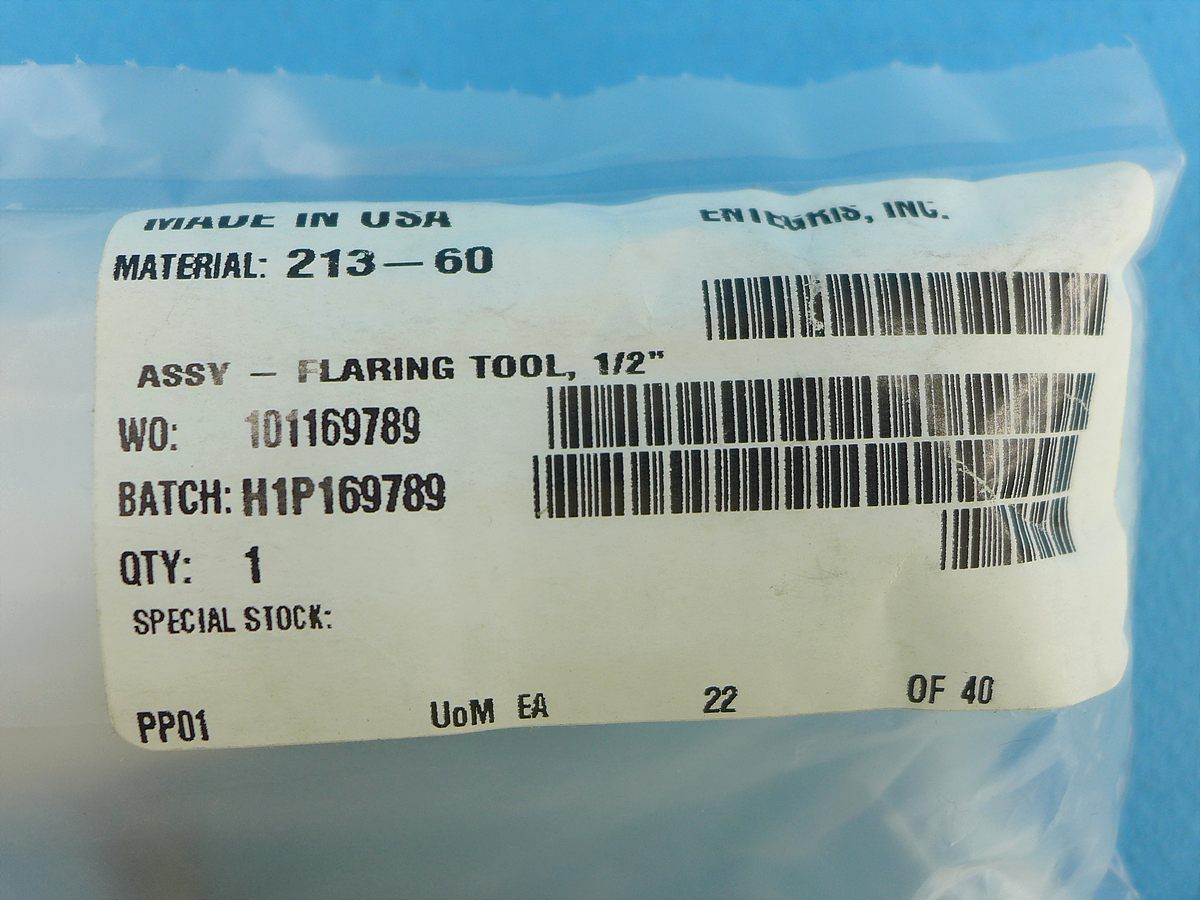 MADE IN USA ENTEGRIS, INC.
MATERIAL: 213-60
ASSY - FLARING TOOL, 1/2"
WO: 101169789
BATCH: H1P169789
QTY: 1
SPECIAL STOCK:
PP01 UoM EA 22 OF 40